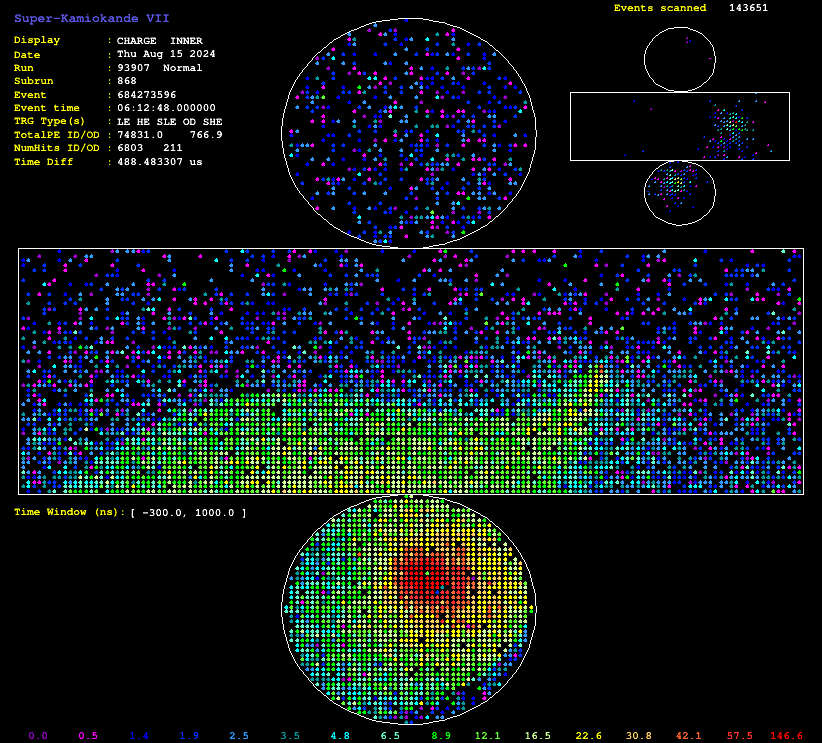 Events scanned 143651
Super-Kamiokande VII
Display : CHARGE INNER
Date : Thu Aug 15 2024
Run : 93907 Normal
Subrun : 868
Event : 684273596
Event time : 06:12:48.000000
TRG Type(s) : LE HE SLE OD SHE
TotalPE ID/OD : 74831.0 766.9
NumHits ID/OD : 6803 211
Time Diff : 488.483307 us
Time Window (ns): [ -300.0, 1000.0 ]
0.0 0.5 1.4 1.9 2.5 3.5 4.8 6.5 8.9 12.1 16.5 22.6 30.8 42.1 57.5 146.6